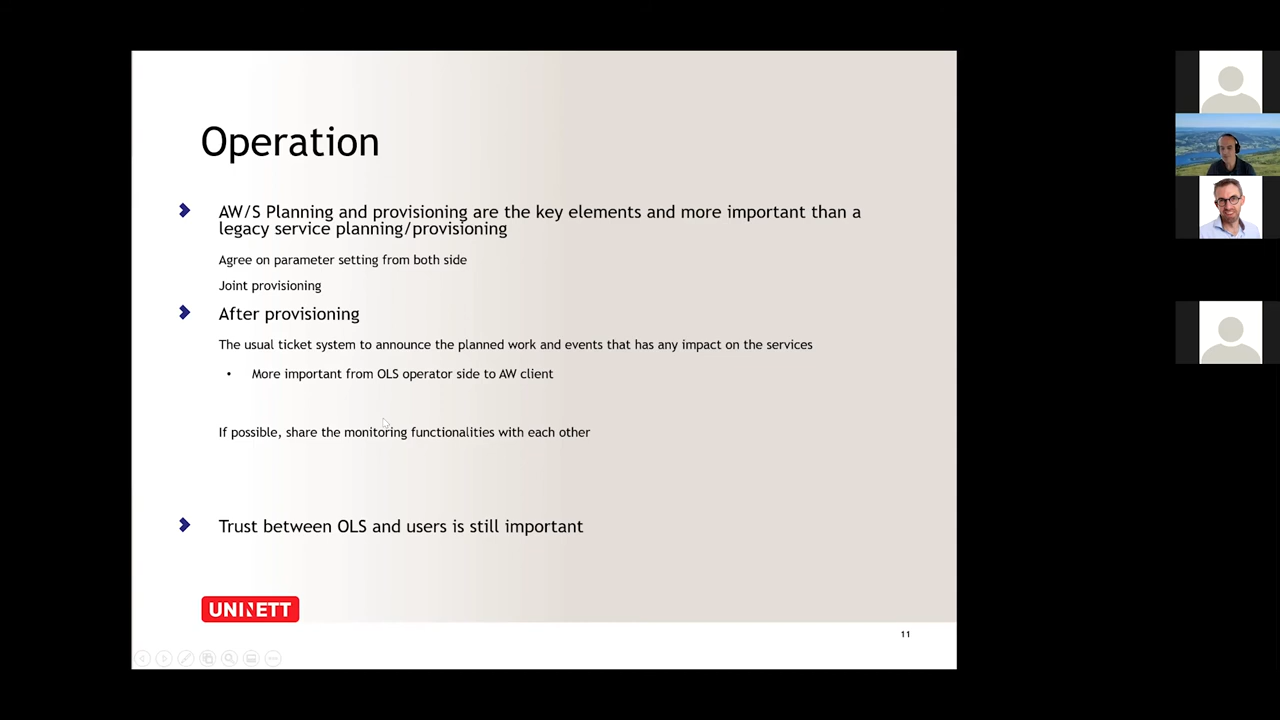 Operation
AW/S Planning and provisioning are the key elements and more important than a
legacy service planning/provisioning
Agree on parameter setting from both side
Joint provisioning
After provisioning
The usual ticket system to announce the planned work and events that has any impact on the services
• More important from OLS operator side to AW client
If possible, share the monitoring functionalities with each other
Trust between OLS and users is still important
UNINETT
11